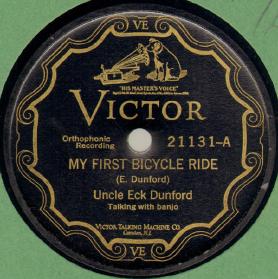 VE
"HIS MASTER'S VOICE"
VICTOR
Orthophonic
Recording
21131-A
MY FIRST BICYCLE RIDE
(E. Dunford)
Uncle Eck Dunford
Talking with banjo
VICTOR TALKING MACHINE CO.
Camden, N.J.
VE